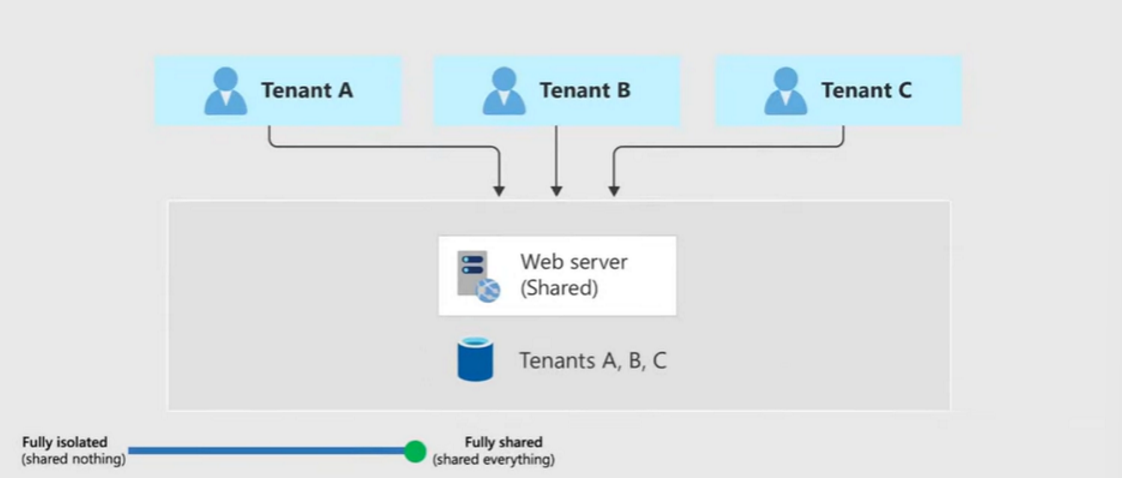 Tenant A
Tenant B
Tenant C
Web server
(Shared)
Tenants A, B, C
Fully isolated
(shared nothing)
Fully shared
(shared everything)